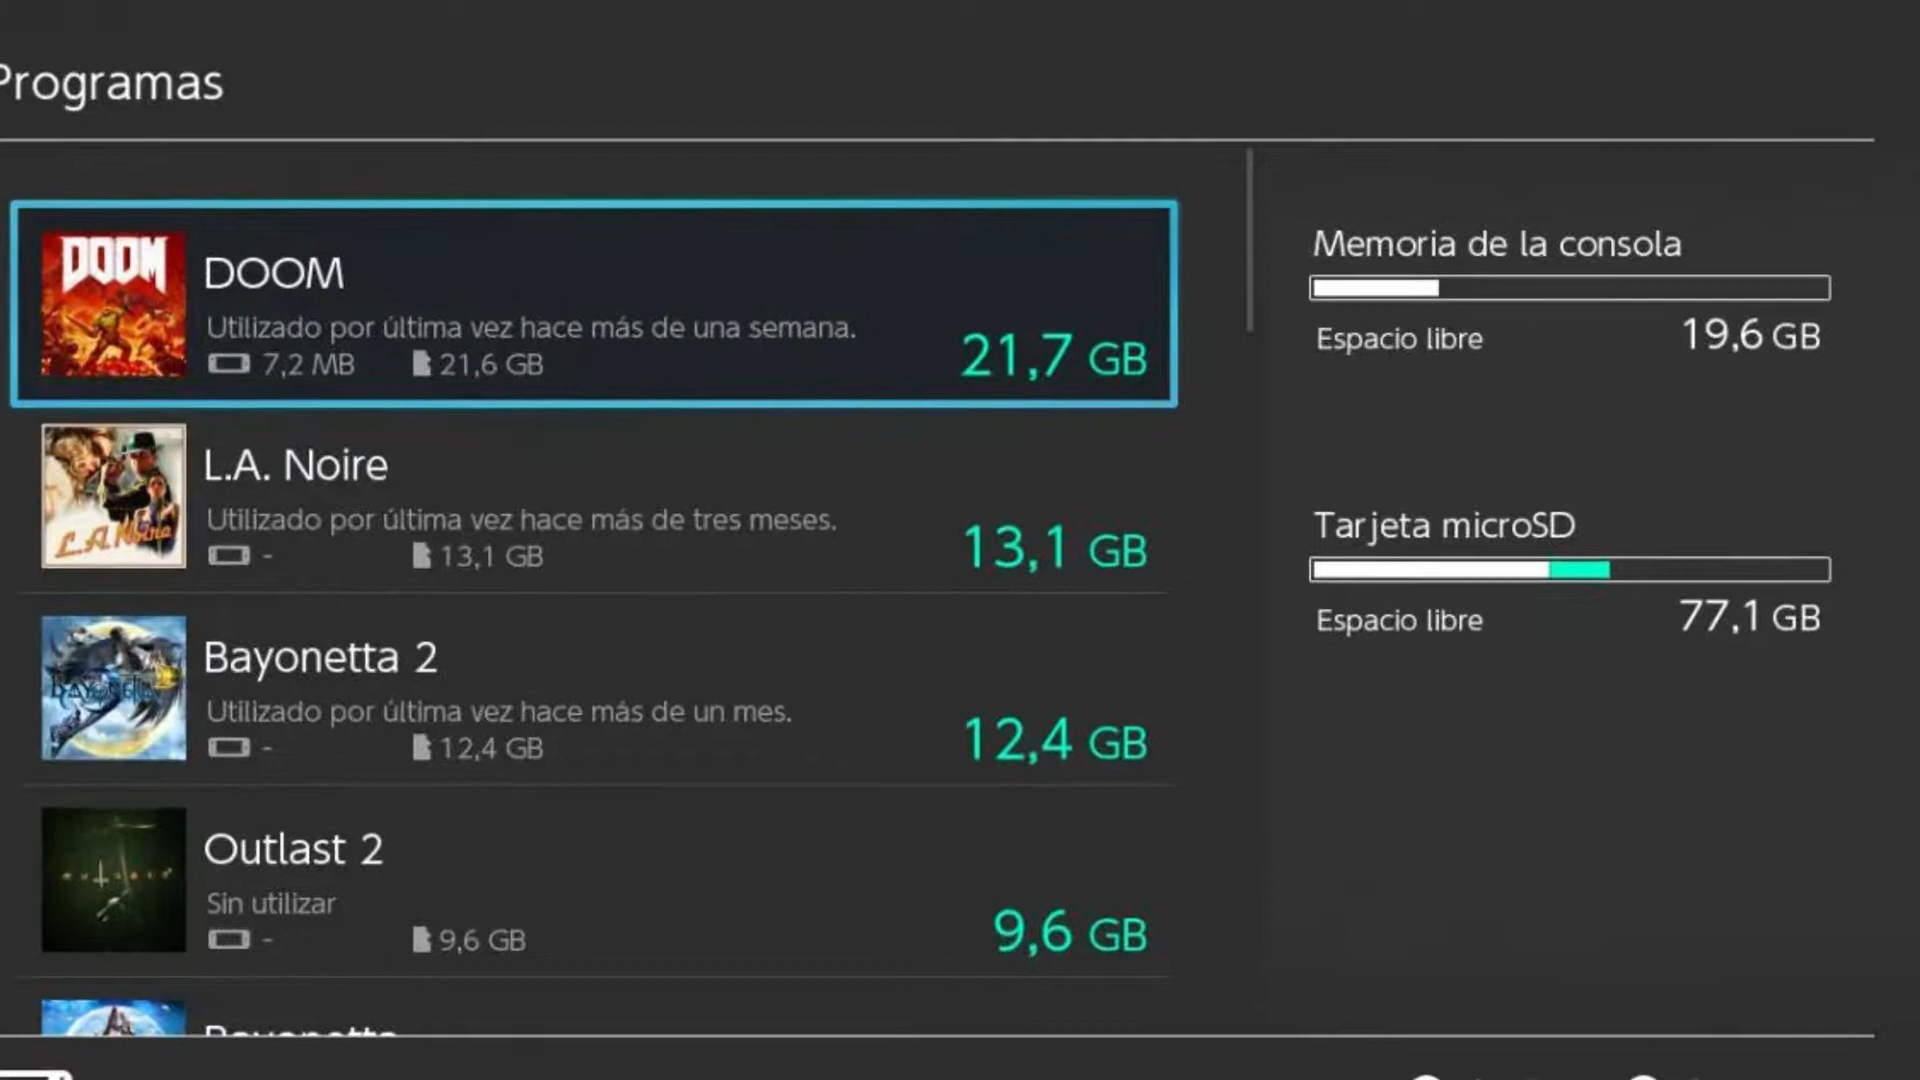 Programas
DOOM
DOOM
Utilizado por última vez hace más de una semana.
7,2 MB 21,6 GB
21,7 GB
L.A. Noire
L.A. Noire
Utilizado por última vez hace más de tres meses.
- 13,1 GB
13,1 GB
Bayonetta 2
Utilizado por última vez hace más de un mes.
- 12,4 GB
12,4 GB
Outlast 2
Sin utilizar
- 9,6 GB
9,6 GB
Bayonetta
Memoria de la consola
Espacio libre 19,6 GB
Tarjeta microSD
Espacio libre 77,1 GB